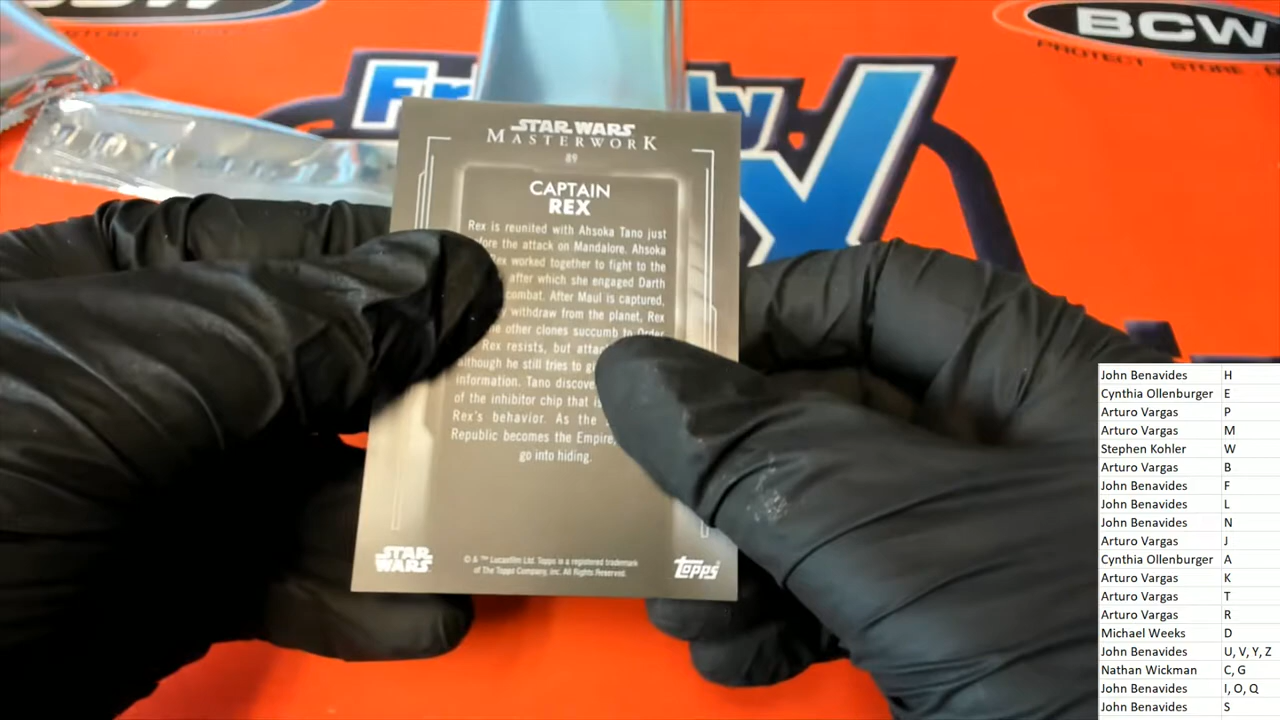 BCW
PROTECT STORE
STAR WARS
MASTERWORK
89
CAPTAIN
REX
Rex is reunited with Ahsoka Tano just
the attack on Mandalore. Ahsoka
Rex worked together to fight to the
after which she engaged Darth
combat. After Maul is captured,
withdraw from the planet, Rex
other clones succumb to Order
Rex resists, but
although he still tries to
information. Tano
of the inhibitor chip that
Rex's behavior. As the
Republic becomes the Empire,
go into hiding.
STAR WARS
© & ™ Lucasfilm Ltd. Topps is a registered trademark
of The Topps Company, Inc. All Rights Reserved.
topps
John Benavides H
Cynthia Ollenburger E
Arturo Vargas P
Arturo Vargas M
Stephen Kohler W
Arturo Vargas B
John Benavides F
John Benavides L
John Benavides N
Arturo Vargas J
Cynthia Ollenburger A
Arturo Vargas K
Arturo Vargas T
Arturo Vargas R
Michael Weeks D
John Benavides U, V, Y, Z
Nathan Wickman C, G
John Benavides I, O, Q
John Benavides S